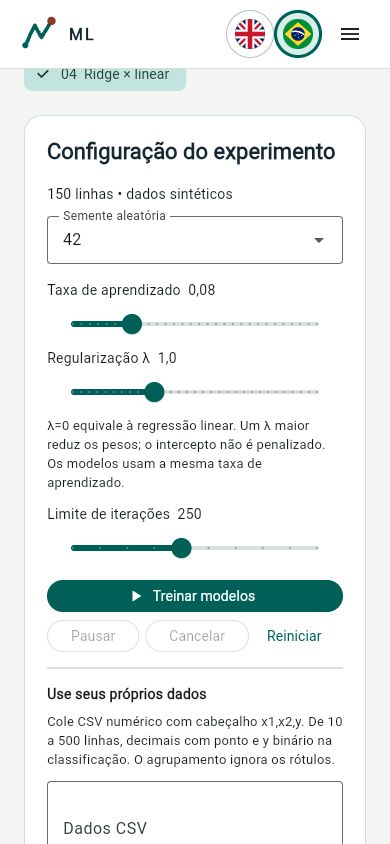 ML
04 Ridge × linear
Configuração do experimento
150 linhas • dados sintéticos
Semente aleatória
42
Taxa de aprendizado 0,08
Regularização λ 1,0
λ=0 equivale à regressão linear. Um λ maior
reduz os pesos; o intercepto não é penalizado.
Os modelos usam a mesma taxa de
aprendizado.
Limite de iterações 250
Treinar modelos
Pausar Cancelar Reiniciar
Use seus próprios dados
Cole CSV numérico com cabeçalho x1,x2,y. De 10
a 500 linhas, decimais com ponto e y binário na
classificação. O agrupamento ignora os rótulos.
Dados CSV